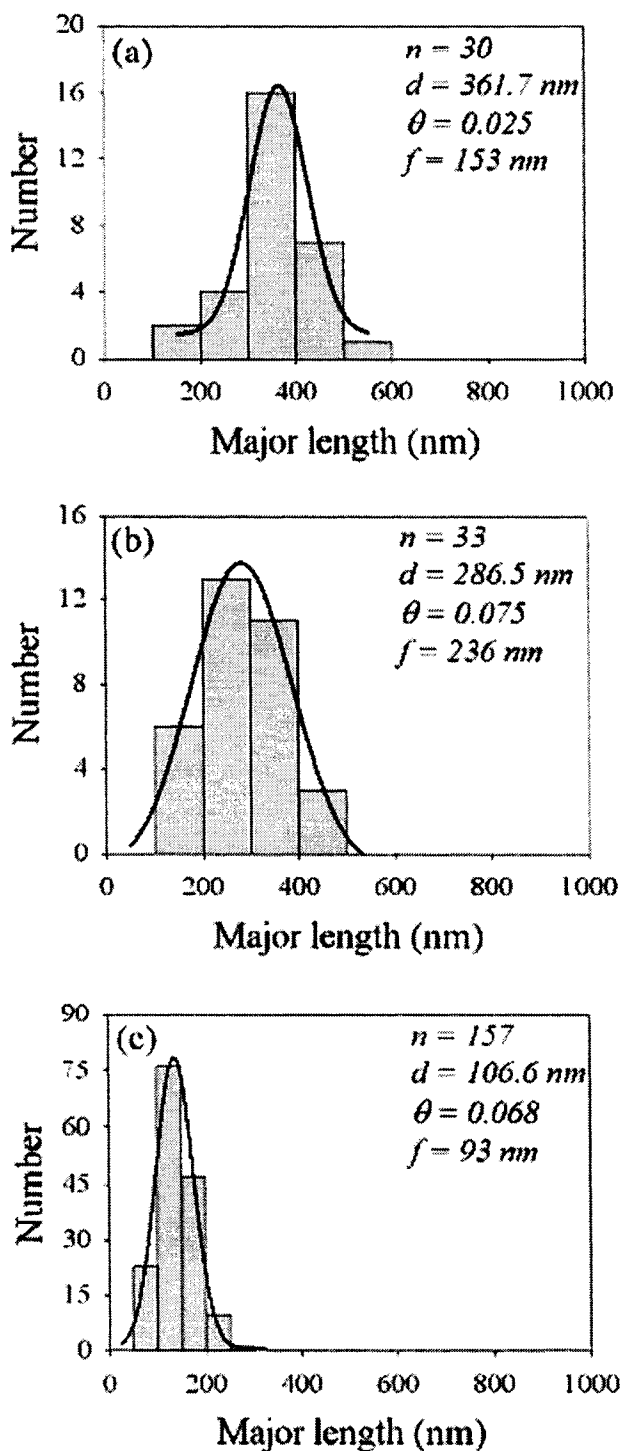 (a)
n = 30
d = 361.7 nm
θ = 0.025
f = 153 nm
20
16
12
8
4
0
Number
0 200 400 600 800 1000
Major length (nm)
(b)
n = 33
d = 286.5 nm
θ = 0.075
f = 236 nm
16
12
8
4
0
Number
0 200 400 600 800 1000
Major length (nm)
(c)
n = 157
d = 106.6 nm
θ = 0.068
f = 93 nm
90
75
60
45
30
15
0
Number
0 200 400 600 800 1000
Major length (nm)